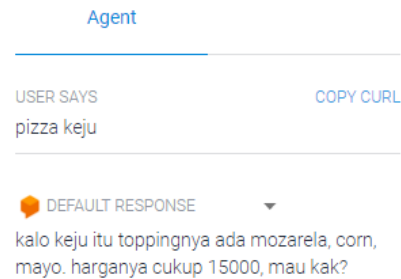 Agent
USER SAYS COPY CURL
pizza keju
DEFAULT RESPONSE
kalo keju itu toppingnya ada mozarela, corn,
mayo. harganya cukup 15000, mau kak?